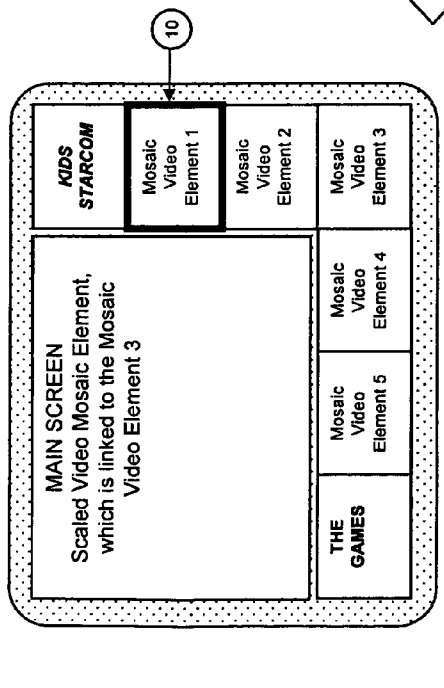 MAIN SCREEN
Scaled Video Mosaic Element,
which is linked to the Mosaic
Video Element 3
KIDS
STARCOM
Mosaic
Video
Element 1
10
Mosaic
Video
Element 2
THE
GAMES
Mosaic
Video
Element 5
Mosaic
Video
Element 4
Mosaic
Video
Element 3